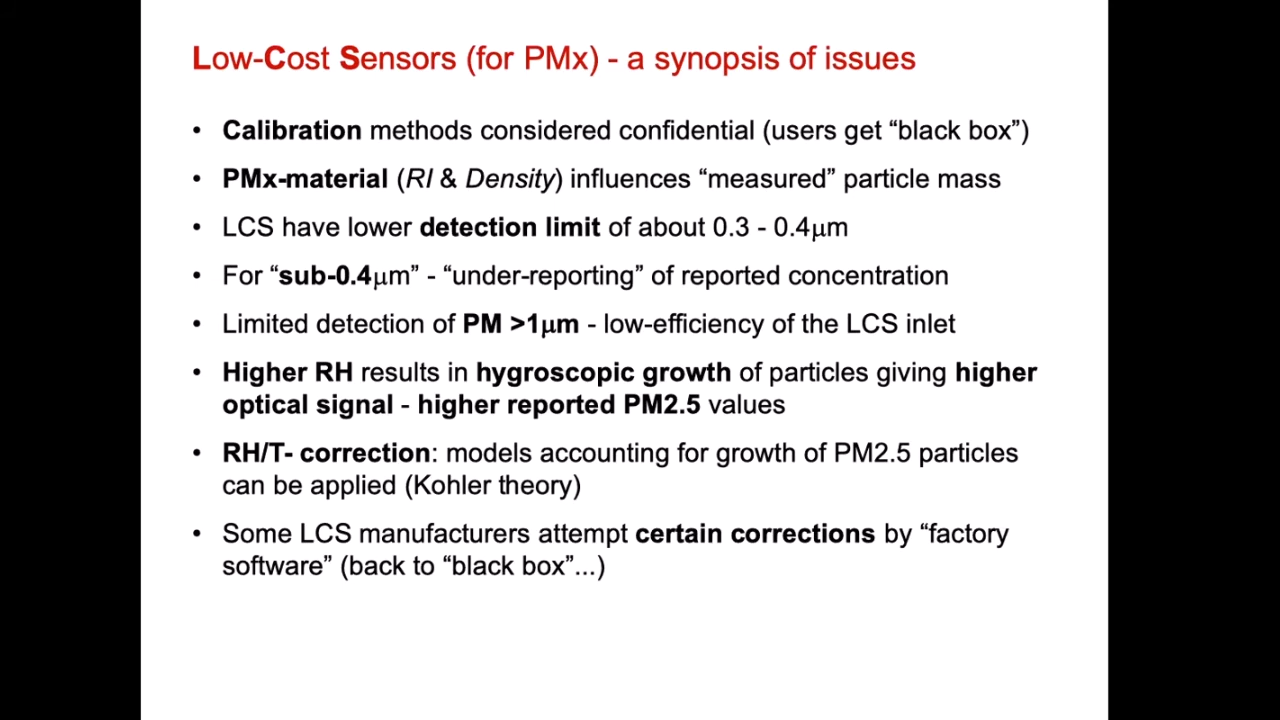 Low-Cost Sensors (for PMx) - a synopsis of issues
• Calibration methods considered confidential (users get “black box”)
• PMx-material (RI & Density) influences “measured” particle mass
• LCS have lower detection limit of about 0.3 - 0.4μm
• For “sub-0.4μm” - “under-reporting” of reported concentration
• Limited detection of PM >1μm - low-efficiency of the LCS inlet
• Higher RH results in hygroscopic growth of particles giving higher
optical signal - higher reported PM2.5 values
• RH/T- correction: models accounting for growth of PM2.5 particles
can be applied (Kohler theory)
• Some LCS manufacturers attempt certain corrections by “factory
software” (back to “black box”...)